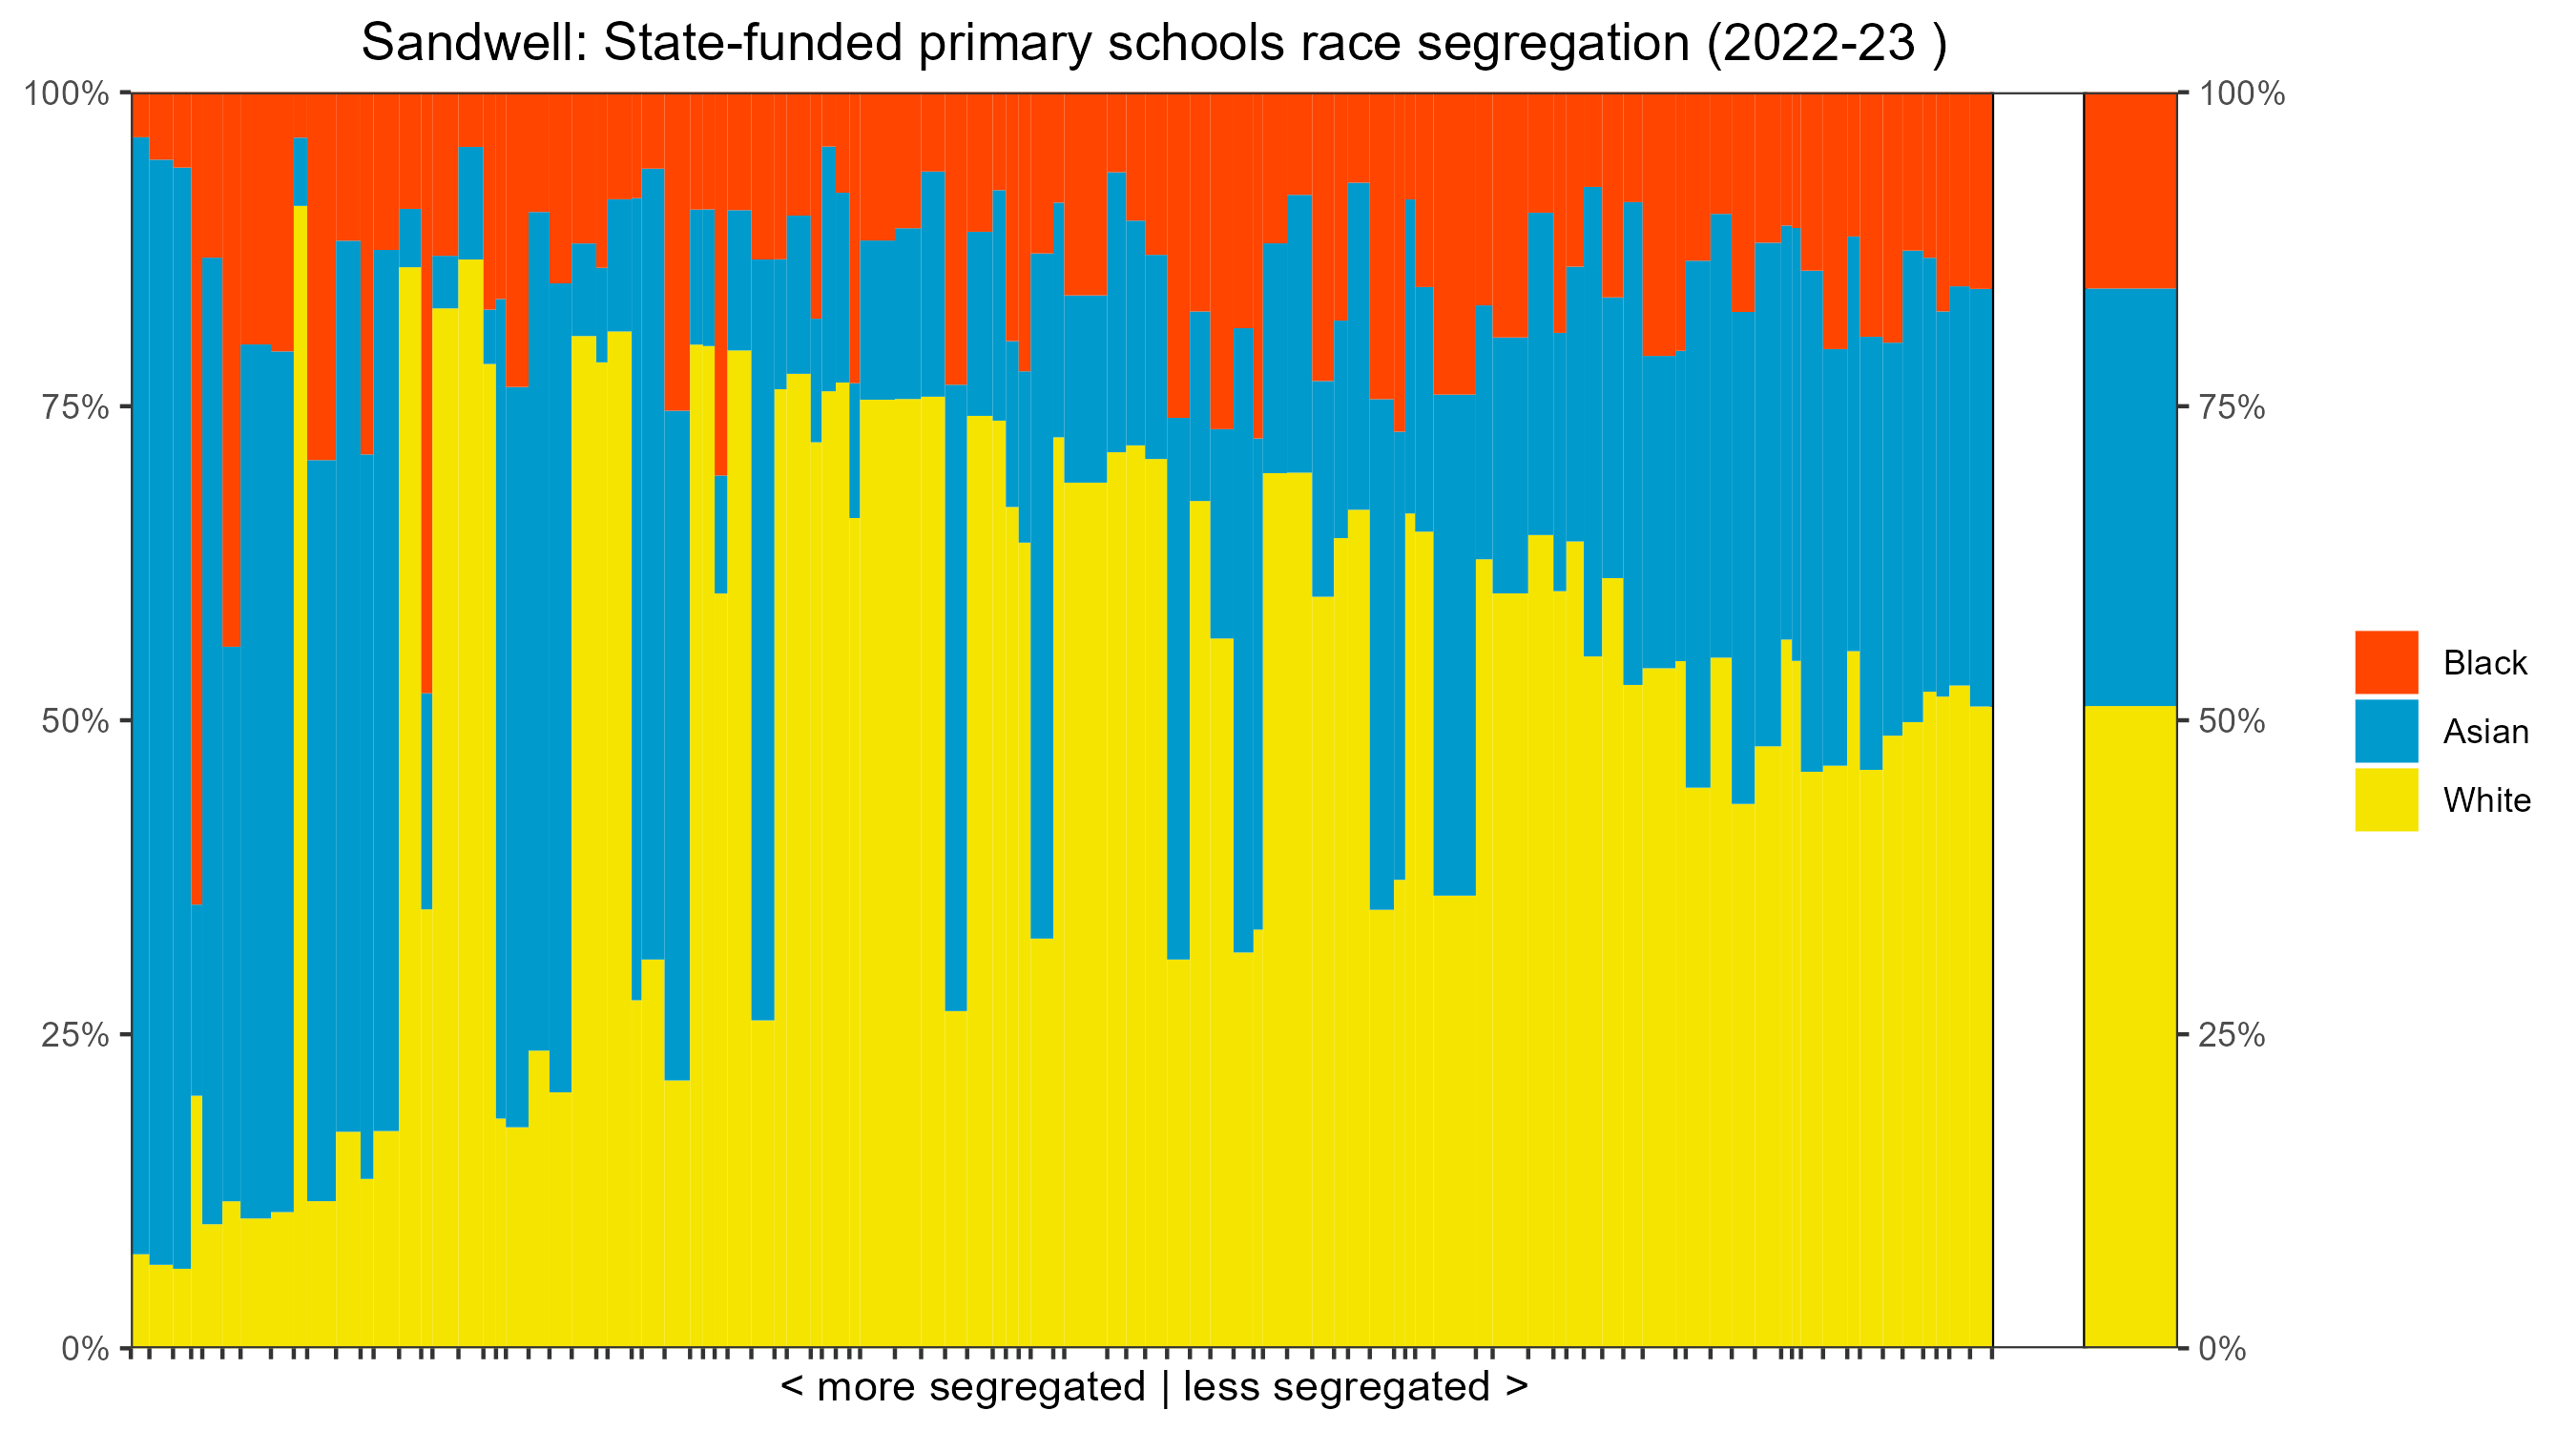 Sandwell: State-funded primary schools race segregation (2022-23 )
100%
75%
50%
25%
0%
100%
75%
50%
25%
0%
Black
Asian
White
< more segregated | less segregated >